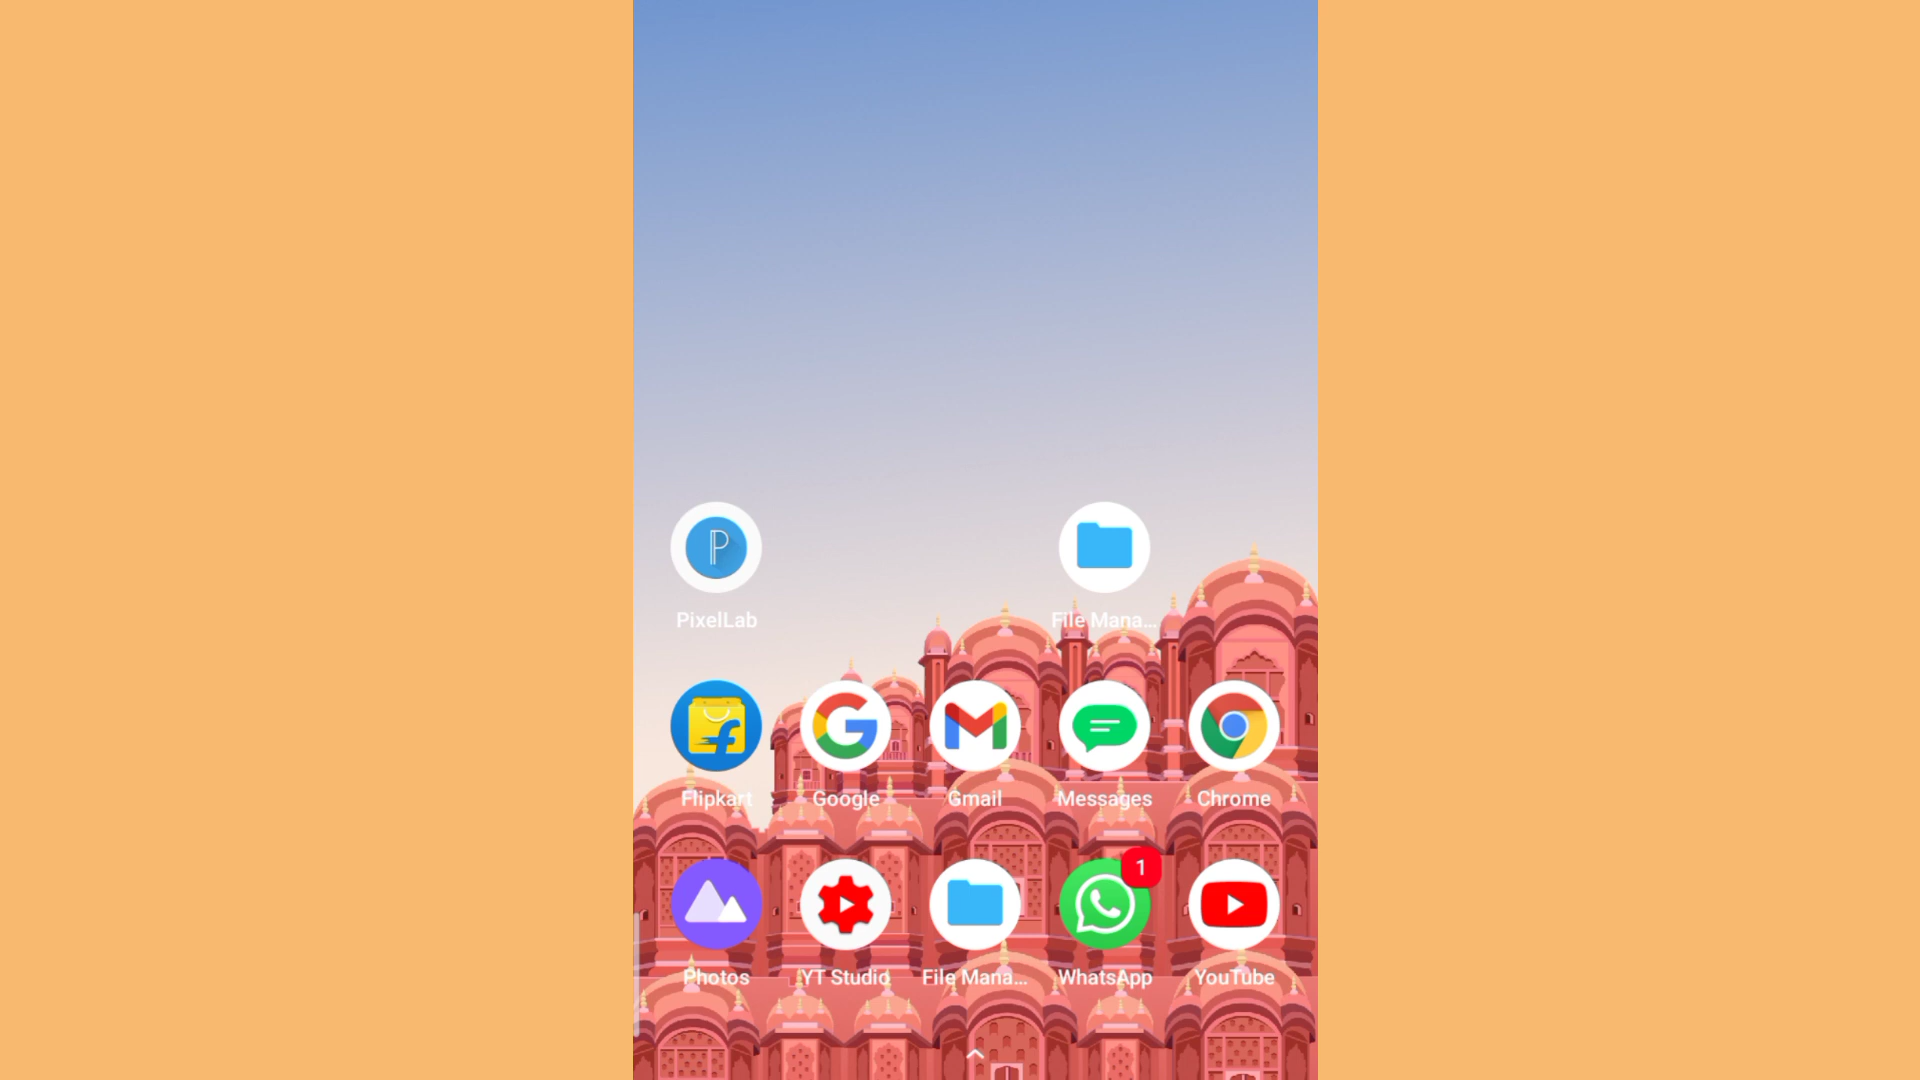 PixelLab
File Mana...
Flipkart
Google
Gmail
Messages
Chrome
1
Photos
YT Studio
File Mana...
WhatsApp
YouTube